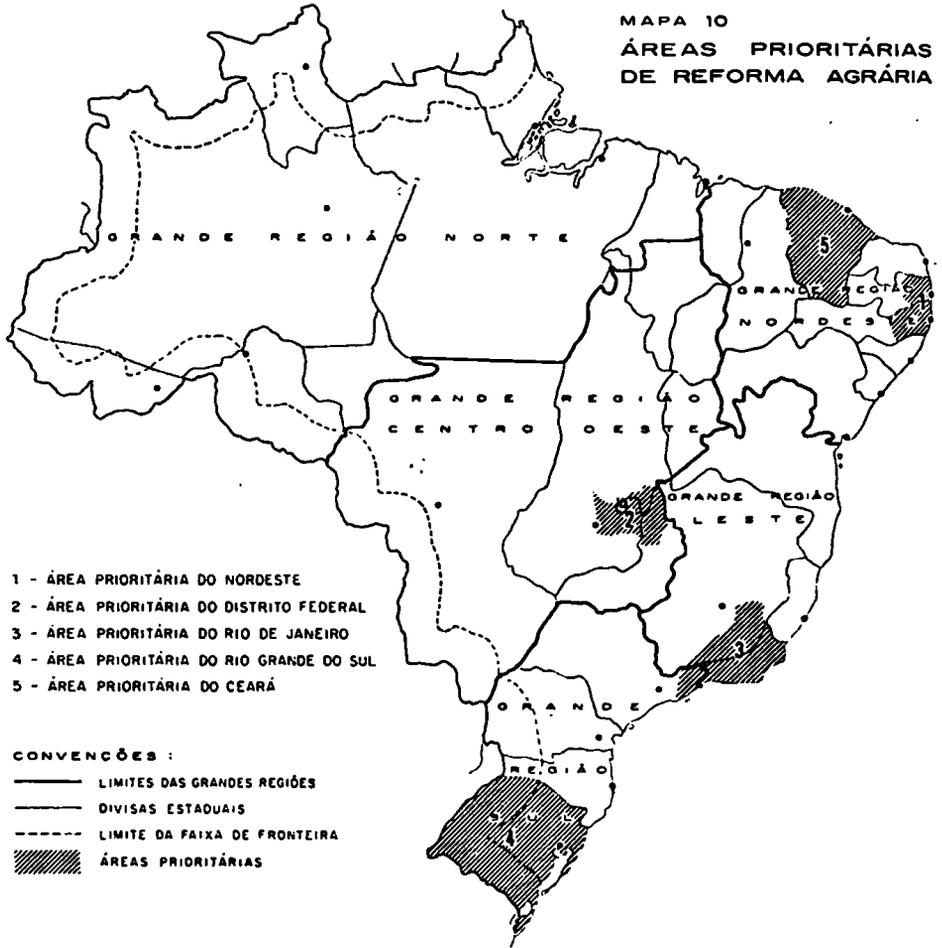 MAPA 10
ÁREAS PRIORITÁRIAS
DE REFORMA AGRÁRIA
GRANDE REGIÃO NORTE
5
GRANDE REGIÃO
NORDESTE
1
GRANDE REGIÃO
CENTRO OESTE
2
GRANDE REGIÃO
LESTE
3
GRANDE
REGIÃO
SUL
4
1 - ÁREA PRIORITÁRIA DO NORDESTE
2 - ÁREA PRIORITÁRIA DO DISTRITO FEDERAL
3 - ÁREA PRIORITÁRIA DO RIO DE JANEIRO
4 - ÁREA PRIORITÁRIA DO RIO GRANDE DO SUL
5 - ÁREA PRIORITÁRIA DO CEARÁ
CONVENÇÕES :
LIMITES DAS GRANDES REGIÕES
DIVISAS ESTADUAIS
LIMITE DA FAIXA DE FRONTEIRA
ÁREAS PRIORITÁRIAS